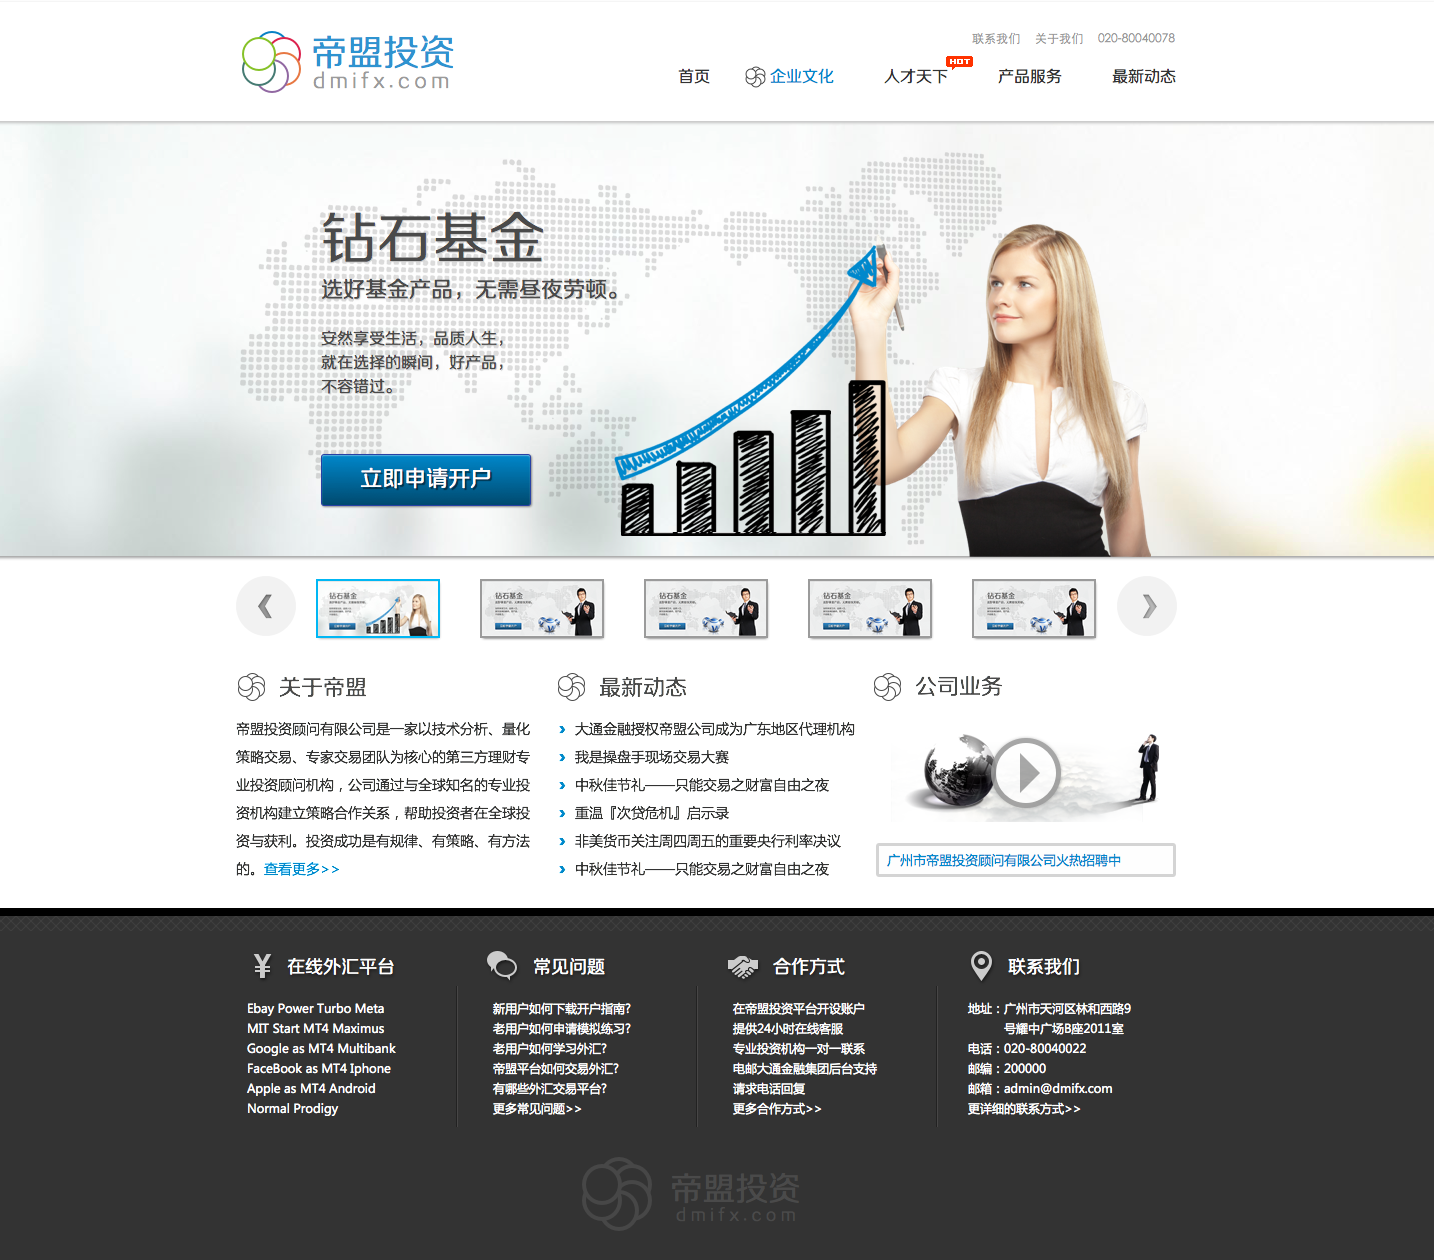 帝盟投资
dmifx.com
联系我们 关于我们 020-80040078
首页 企业文化 人才天下 HOT 产品服务 最新动态
钻石基金
选好基金产品，无需昼夜劳顿。
安然享受生活，品质人生，
就在选择的瞬间，好产品，
不容错过。
立即申请开户
钻石基金
钻石基金
钻石基金
钻石基金
钻石基金
关于帝盟
帝盟投资顾问有限公司是一家以技术分析、量化
策略交易、专家交易团队为核心的第三方理财专
业投资顾问机构，公司通过与全球知名的专业投
资机构建立策略合作关系，帮助投资者在全球投
资与获利。投资成功是有规律、有策略、有方法
的。查看更多>>
最新动态
大通金融授权帝盟公司成为广东地区代理机构
我是操盘手现场交易大赛
中秋佳节礼——只能交易之财富自由之夜
重温『次贷危机』启示录
非美货币关注周四周五的重要央行利率决议
中秋佳节礼——只能交易之财富自由之夜
公司业务
广州市帝盟投资顾问有限公司火热招聘中
¥ 在线外汇平台
Ebay Power Turbo Meta
MIT Start MT4 Maximus
Google as MT4 Multibank
FaceBook as MT4 Iphone
Apple as MT4 Android
Normal Prodigy
常见问题
新用户如何下载开户指南?
老用户如何申请模拟练习?
老用户如何学习外汇?
帝盟平台如何交易外汇?
有哪些外汇交易平台?
更多常见问题>>
合作方式
在帝盟投资平台开设账户
提供24小时在线客服
专业投资机构一对一联系
电邮大通金融集团后台支持
请求电话回复
更多合作方式>>
联系我们
地址：广州市天河区林和西路9
号耀中广场B座2011室
电话：020-80040022
邮编：200000
邮箱：admin@dmifx.com
更详细的联系方式>>
帝盟投资
dmifx.com